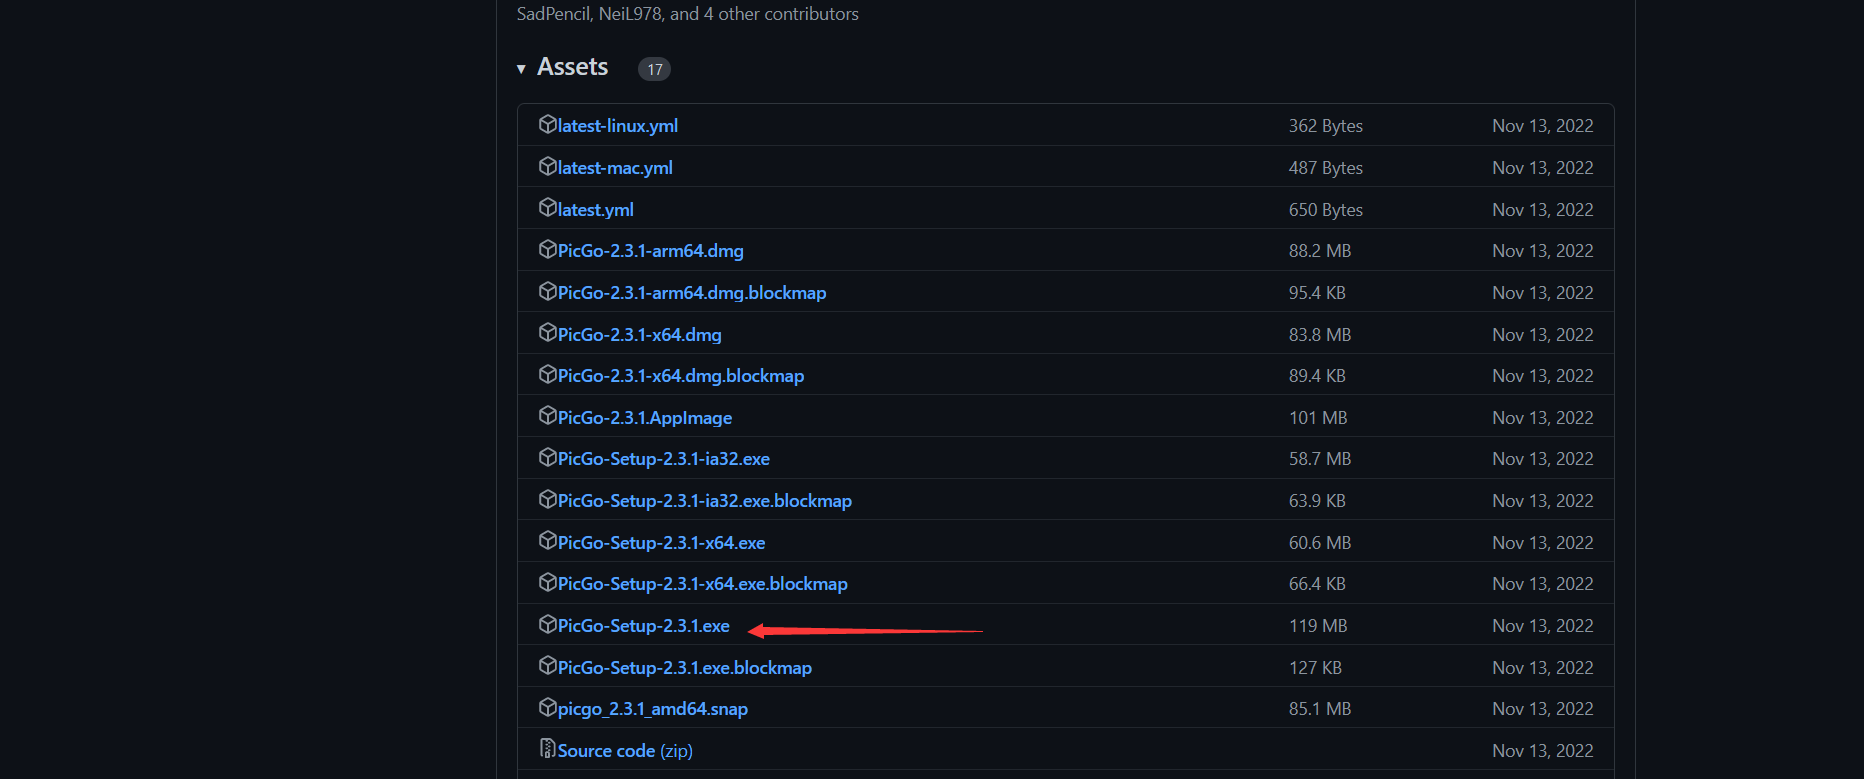 SadPencil, NeiL978, and 4 other contributors
▾ Assets 17
latest-linux.yml 362 Bytes Nov 13, 2022
latest-mac.yml 487 Bytes Nov 13, 2022
latest.yml 650 Bytes Nov 13, 2022
PicGo-2.3.1-arm64.dmg 88.2 MB Nov 13, 2022
PicGo-2.3.1-arm64.dmg.blockmap 95.4 KB Nov 13, 2022
PicGo-2.3.1-x64.dmg 83.8 MB Nov 13, 2022
PicGo-2.3.1-x64.dmg.blockmap 89.4 KB Nov 13, 2022
PicGo-2.3.1.AppImage 101 MB Nov 13, 2022
PicGo-Setup-2.3.1-ia32.exe 58.7 MB Nov 13, 2022
PicGo-Setup-2.3.1-ia32.exe.blockmap 63.9 KB Nov 13, 2022
PicGo-Setup-2.3.1-x64.exe 60.6 MB Nov 13, 2022
PicGo-Setup-2.3.1-x64.exe.blockmap 66.4 KB Nov 13, 2022
PicGo-Setup-2.3.1.exe 119 MB Nov 13, 2022
PicGo-Setup-2.3.1.exe.blockmap 127 KB Nov 13, 2022
picgo_2.3.1_amd64.snap 85.1 MB Nov 13, 2022
Source code (zip) Nov 13, 2022